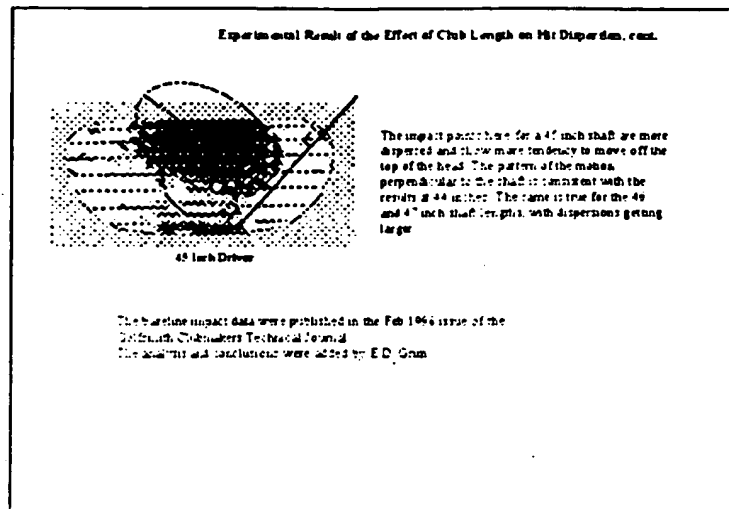 Experimental Result of the Effect of Club Length on Hit Dispersion, cont.
The impact points here for a 45 inch shaft are more
dispersed and show more tendency to move off the
top of the head. The pattern of the motion
perpendicular to the shaft is consistent with the
results at 44 inches. The same is true for the 46
and 47 inch shaft lengths, with dispersions getting
larger
45 Inch Driver
The baseline impact data were published in the Feb 1996 issue of the
Golfsmith Clubmakers Technical Journal
The analysis and conclusions were added by E.D.